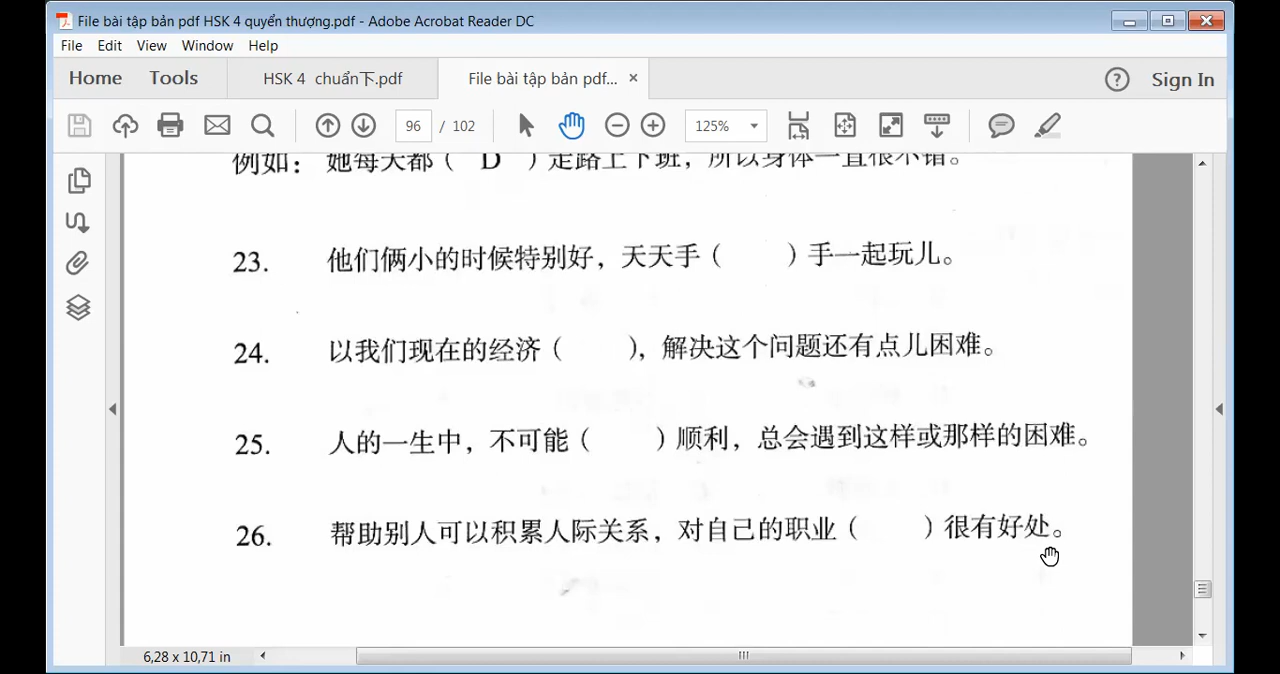 File bài tập bản pdf HSK 4 quyển thượng.pdf - Adobe Acrobat Reader DC
File Edit View Window Help
Home Tools HSK 4 chuẩn下.pdf File bài tập bản pdf... × ? Sign In
96 / 102 125%
例如：她每天都（ D ）走路上下班，所以身体一直很不错。
23. 他们俩小的时候特别好，天天手（ ）手一起玩儿。
24. 以我们现在的经济（ ），解决这个问题还有点儿困难。
25. 人的一生中，不可能（ ）顺利，总会遇到这样或那样的困难。
26. 帮助别人可以积累人际关系，对自己的职业（ ）很有好处。
6,28 x 10,71 in